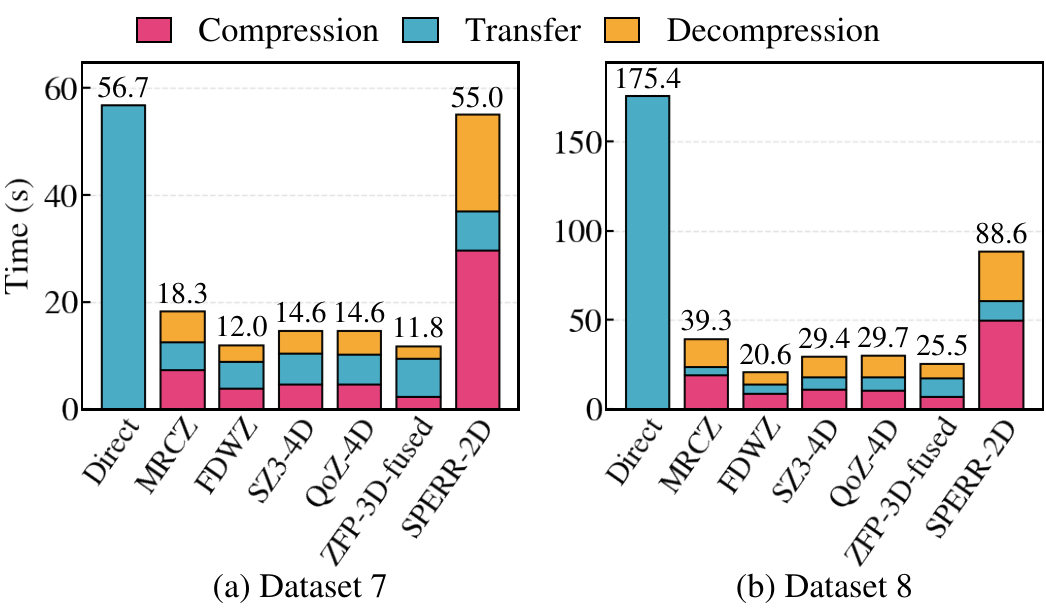 Compression Transfer Decompression
Time (s)
60
40
20
0
56.7
18.3
12.0
14.6
14.6
11.8
55.0
Direct
MRCZ
FDWZ
SZ3-4D
QoZ-4D
ZFP-3D-fused
SPERR-2D
(a) Dataset 7
150
100
50
0
175.4
39.3
20.6
29.4
29.7
25.5
88.6
Direct
MRCZ
FDWZ
SZ3-4D
QoZ-4D
ZFP-3D-fused
SPERR-2D
(b) Dataset 8